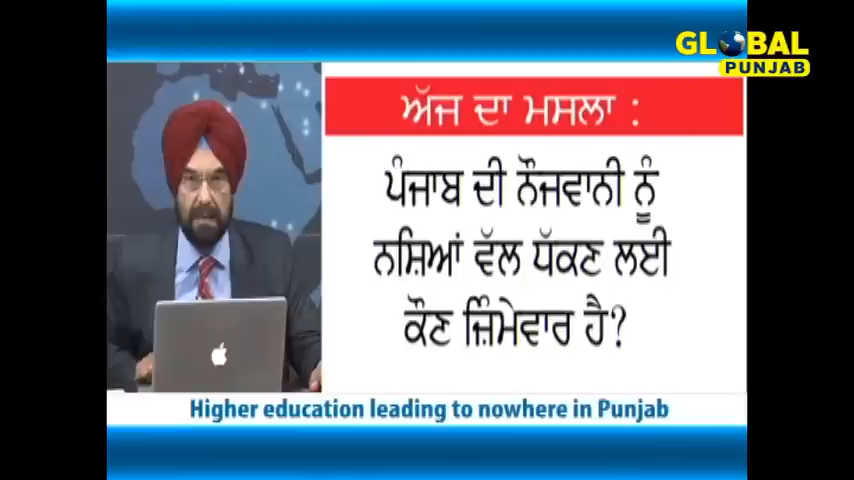 GLOBAL
PUNJAB
ਅੱਜ ਦਾ ਮਸਲਾ :
ਪੰਜਾਬ ਦੀ ਨੌਜਵਾਨੀ ਨੂੰ
ਨਸ਼ਿਆਂ ਵੱਲ ਧੱਕਣ ਲਈ
ਕੌਣ ਜ਼ਿੰਮੇਵਾਰ ਹੈ?
Higher education leading to nowhere in Punjab